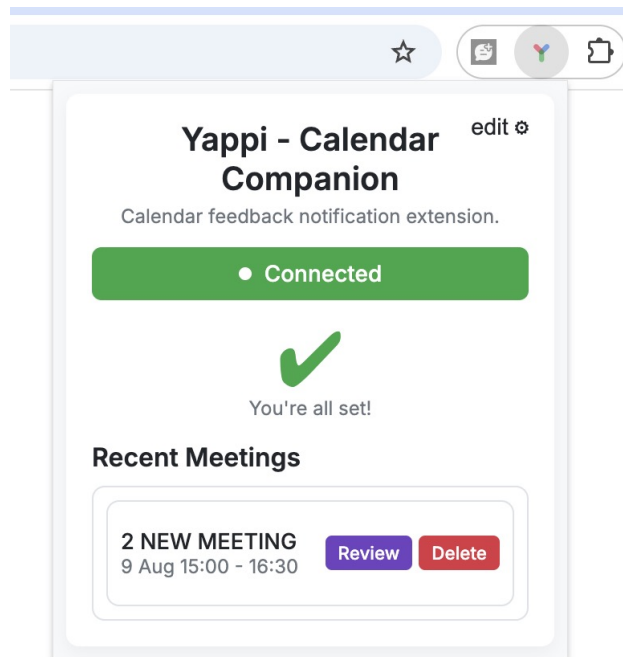 edit ⚙
Yappi - Calendar
Companion
Calendar feedback notification extension.
Connected
You're all set!
Recent Meetings
2 NEW MEETING
9 Aug 15:00 - 16:30
Review
Delete